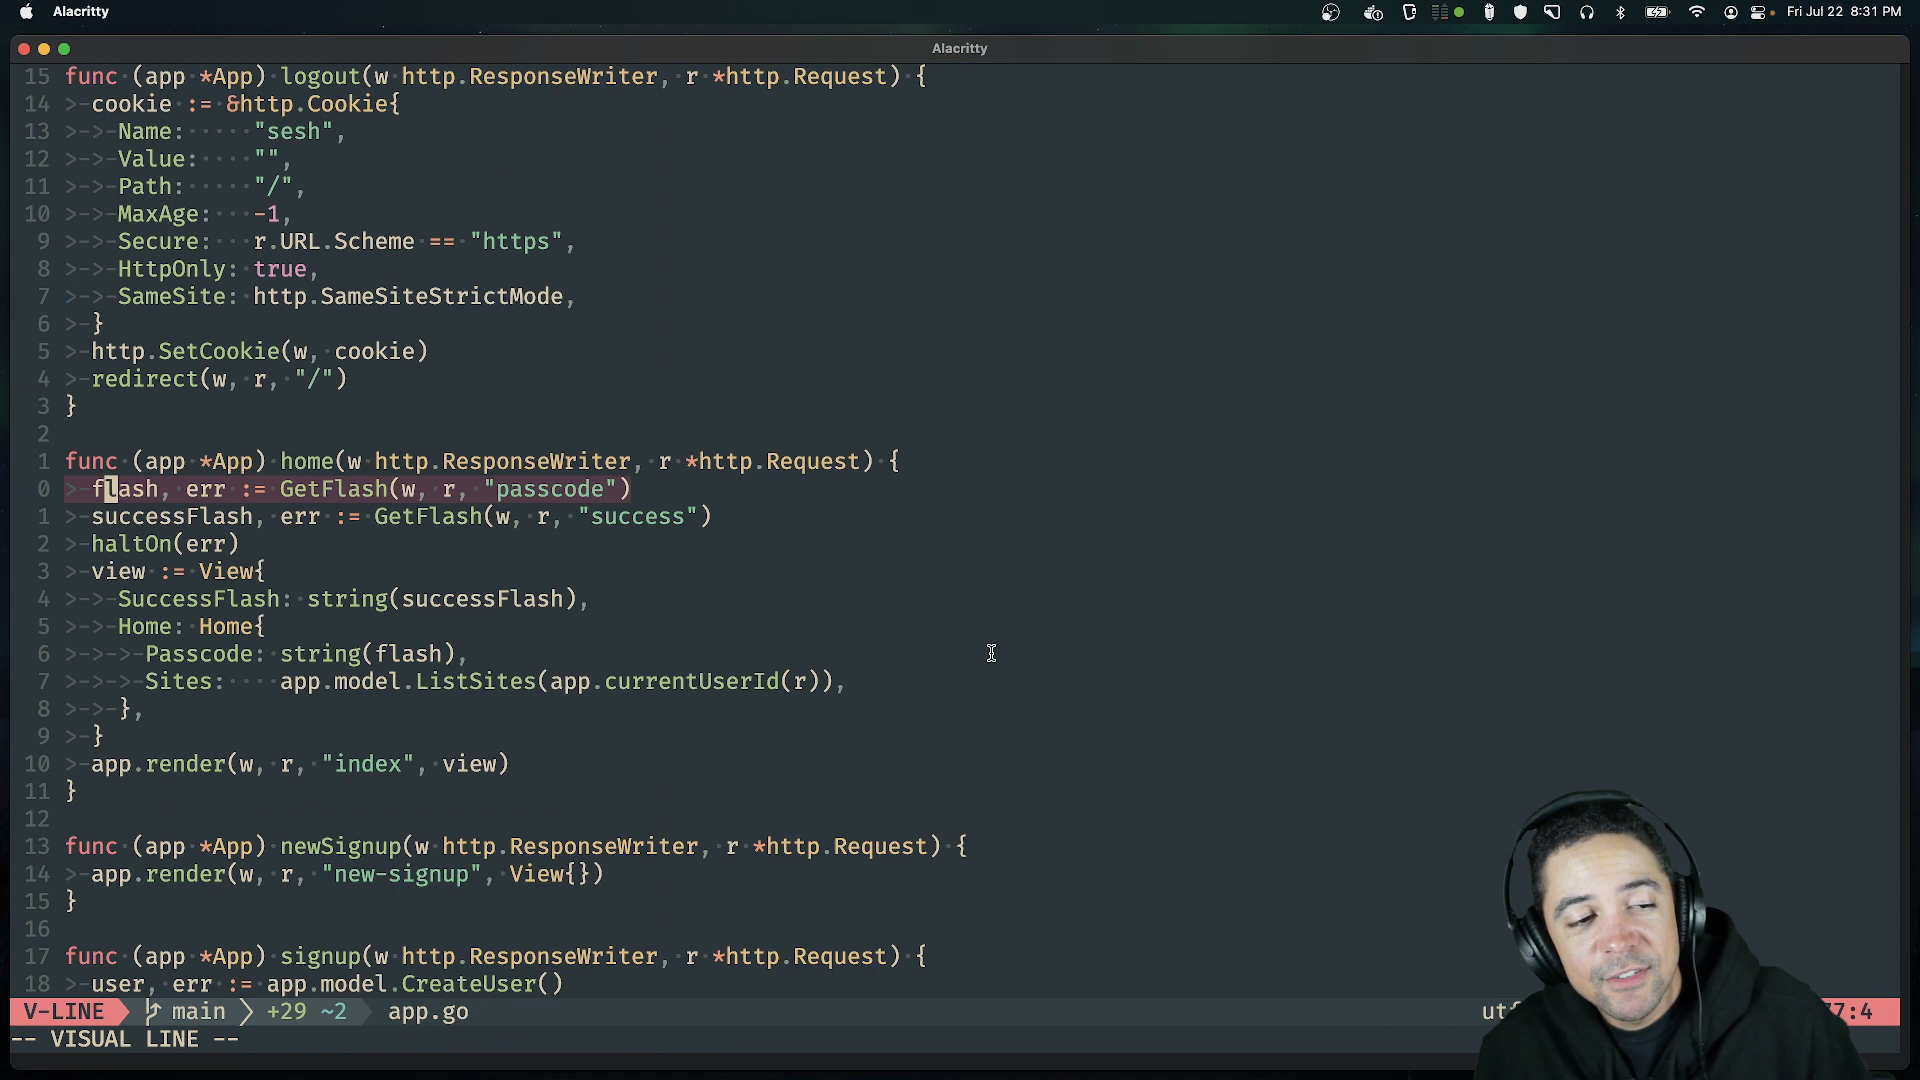 Alacritty
Fri Jul 22 8:31 PM
Alacritty
15 func (app *App) logout(w http.ResponseWriter, r *http.Request) {
14 cookie := &http.Cookie{
13 Name: "sesh",
12 Value: "",
11 Path: "/",
10 MaxAge: -1,
9 Secure: r.URL.Scheme == "https",
8 HttpOnly: true,
7 SameSite: http.SameSiteStrictMode,
6 }
5 http.SetCookie(w, cookie)
4 redirect(w, r, "/")
3 }
2
1 func (app *App) home(w http.ResponseWriter, r *http.Request) {
0 flash, err := GetFlash(w, r, "passcode")
1 successFlash, err := GetFlash(w, r, "success")
2 haltOn(err)
3 view := View{
4 SuccessFlash: string(successFlash),
5 Home: Home{
6 Passcode: string(flash),
7 Sites: app.model.ListSites(app.currentUserId(r)),
8 },
9 }
10 app.render(w, r, "index", view)
11 }
12
13 func (app *App) newSignup(w http.ResponseWriter, r *http.Request) {
14 app.render(w, r, "new-signup", View{})
15 }
16
17 func (app *App) signup(w http.ResponseWriter, r *http.Request) {
18 user, err := app.model.CreateUser()
V-LINE main +29 ~2 app.go
-- VISUAL LINE --